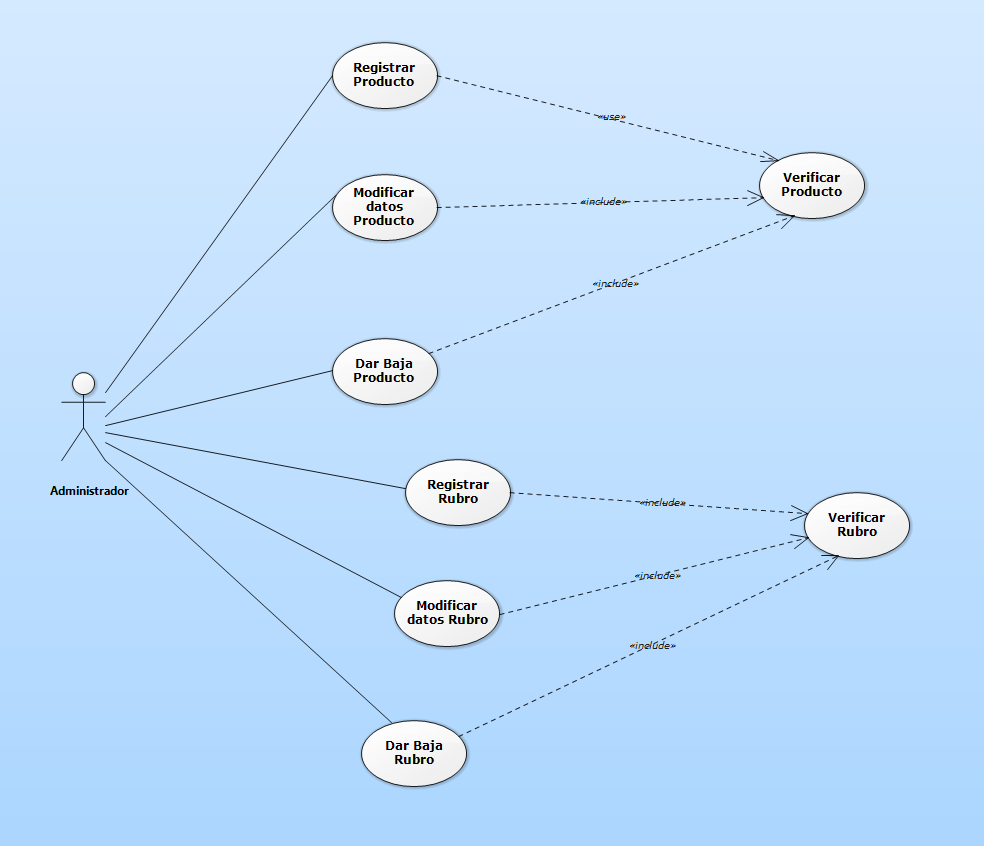 Registrar
Producto
«use»
Verificar
Producto
Modificar
datos
Producto
«include»
«include»
Dar Baja
Producto
Administrador
Registrar
Rubro
«include»
Verificar
Rubro
«include»
Modificar
datos Rubro
«include»
Dar Baja
Rubro